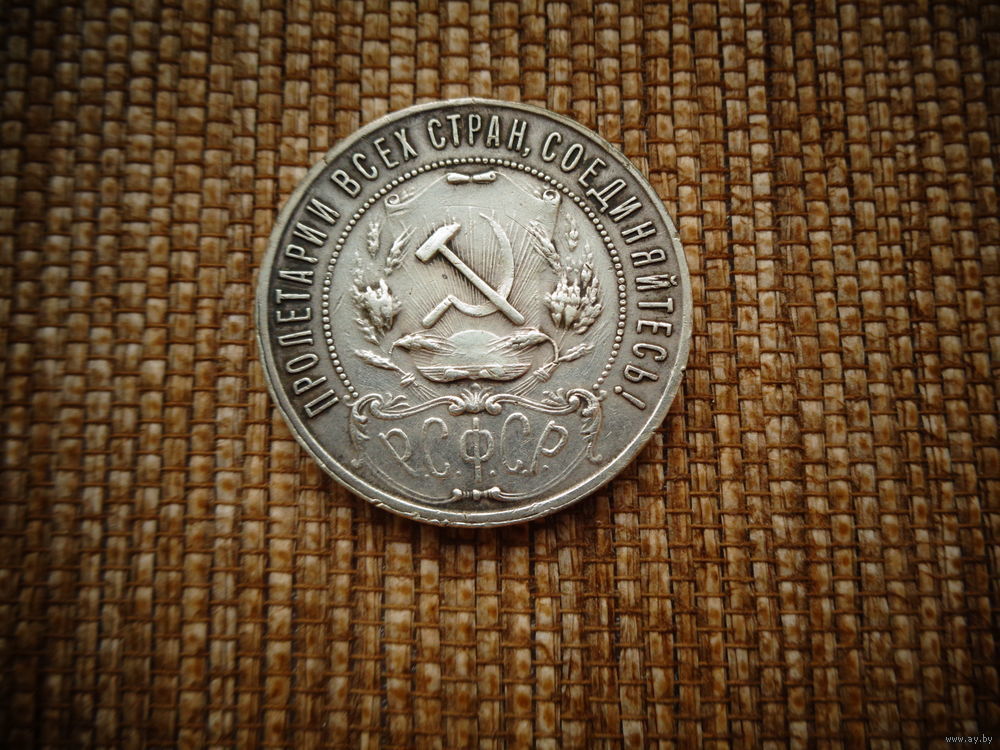 ПРОЛЕТАРИИ ВСЕХ СТРАН, СОЕДИНЯЙТЕСЬ!
Р.С.Ф.С.Р.
www.ay.by